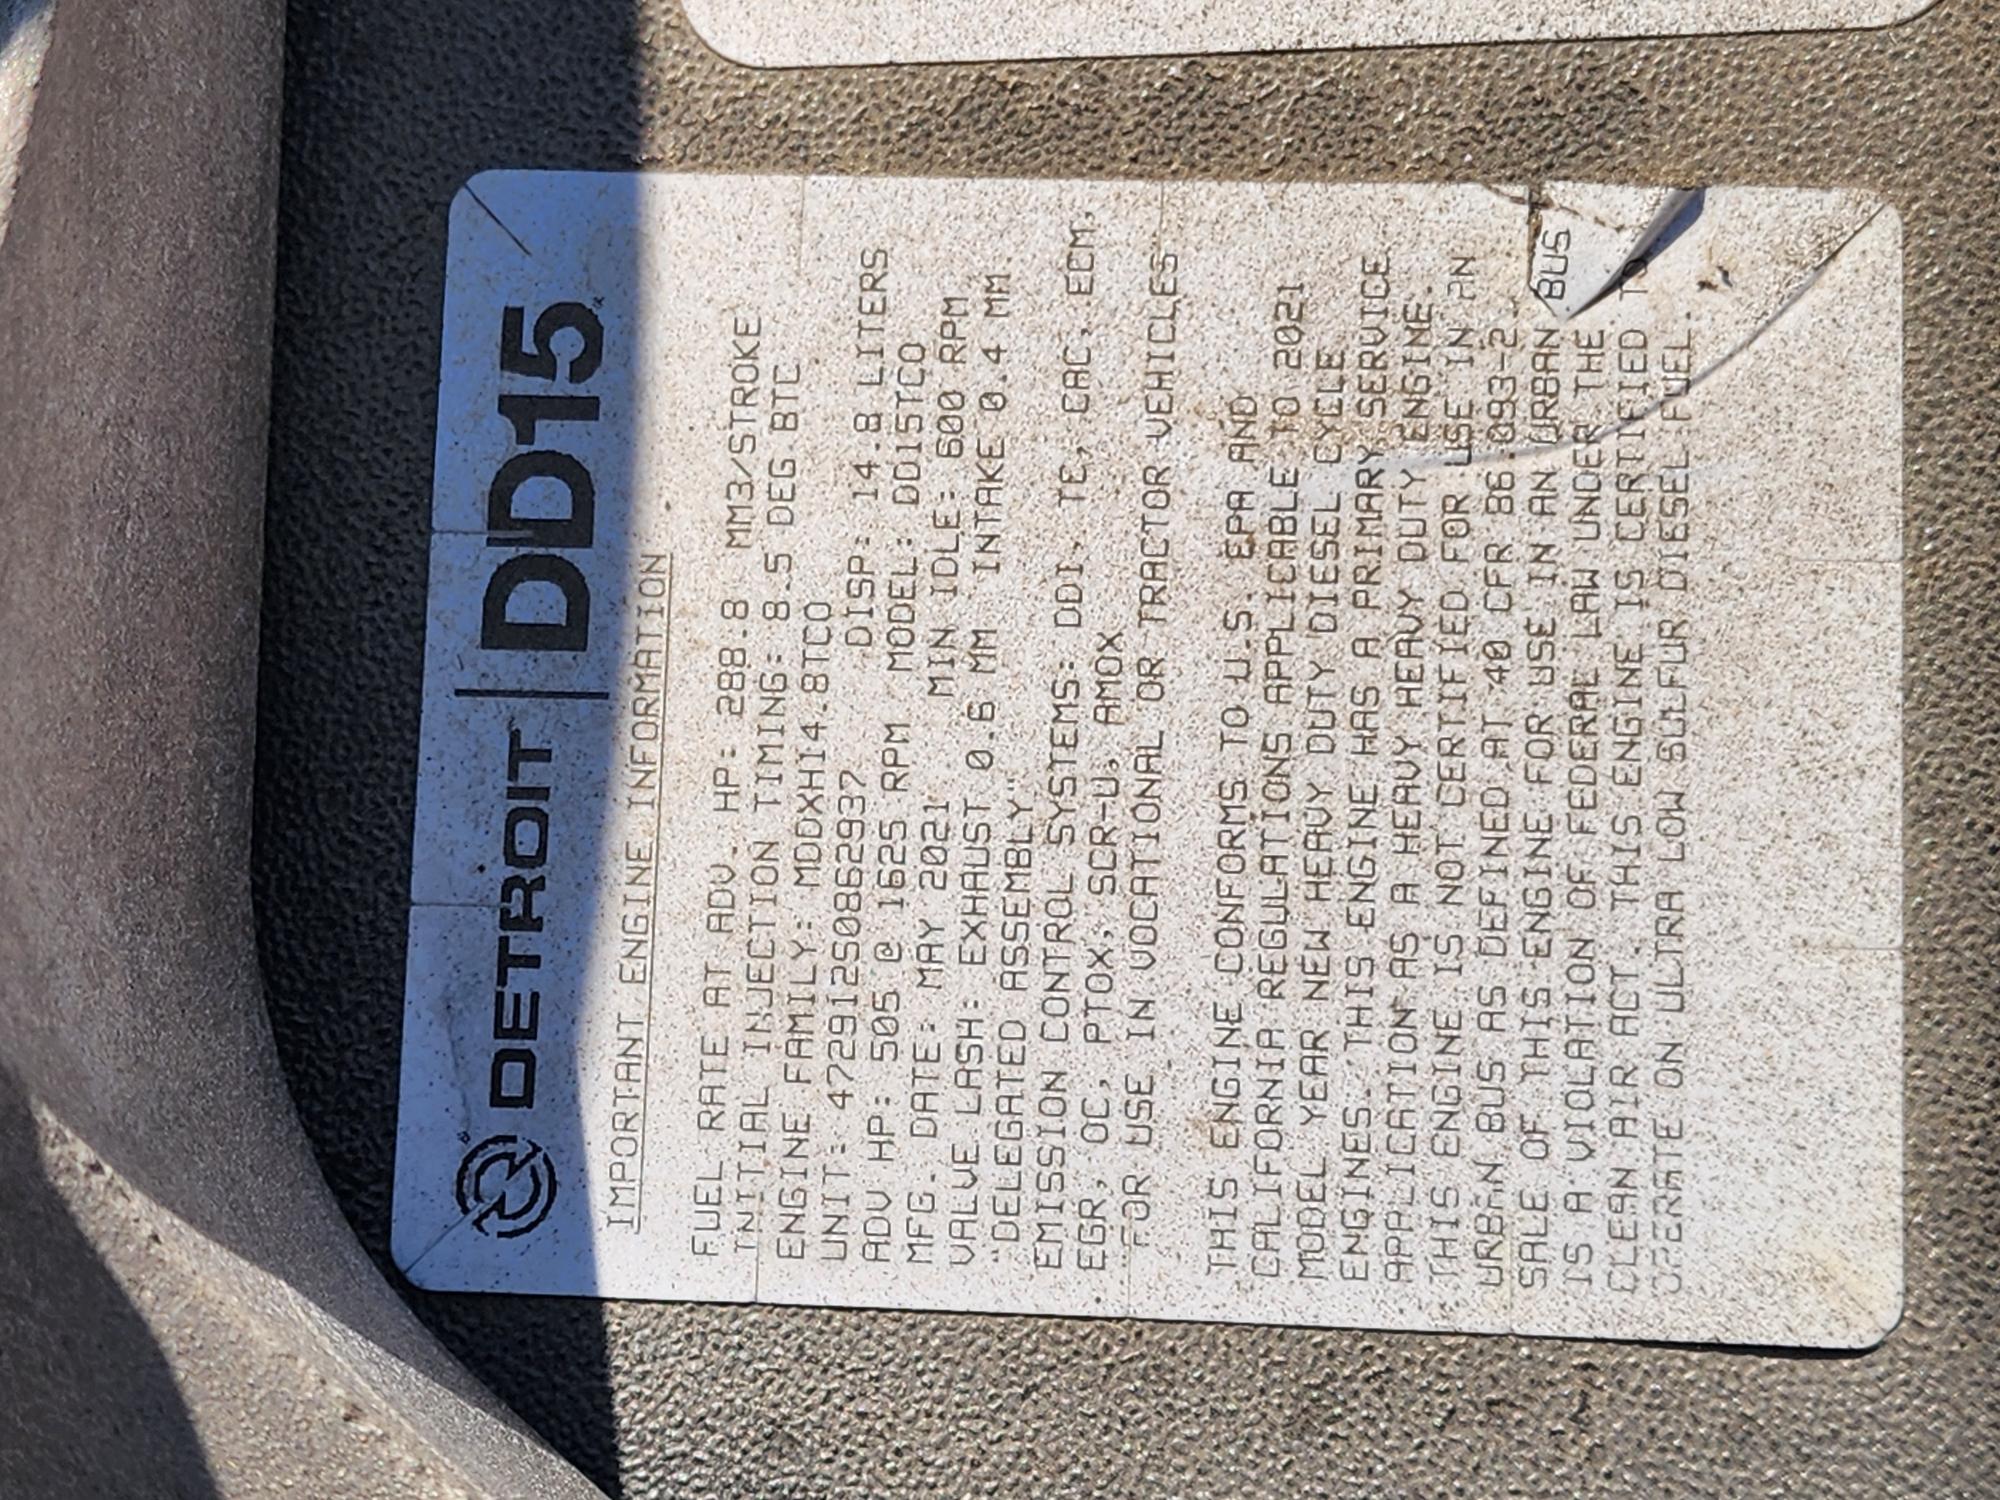 DETROIT DD15
IMPORTANT ENGINE INFORMATION
FUEL RATE AT ADV. HP: 288.8 MM3/STROKE
INITIAL INJECTION TIMING: 8.5 DEG BTC
ENGINE FAMILY: MDDXH14.8TCO
UNIT: 472912S0862937 DISP: 14.8 LITERS
ADV HP: 505 @ 1625 RPM MODEL: DD15TCO
MFG. DATE: MAY 2021 MIN IDLE: 600 RPM
VALVE LASH: EXHAUST 0.6 MM INTAKE 0.4 MM.
"DELEGATED ASSEMBLY"
EMISSION CONTROL SYSTEMS: DDI, TE, CAC, ECM,
EGR, OC, PTOX, SCR-U, AMOX
FOR USE IN VOCATIONAL OR TRACTOR VEHICLES
THIS ENGINE CONFORMS TO U.S. EPA AND
CALIFORNIA REGULATIONS APPLICABLE TO 2021
MODEL YEAR NEW HEAVY DUTY DIESEL CYCLE
ENGINES. THIS ENGINE HAS A PRIMARY SERVICE
APPLICATION AS A HEAVY HEAVY DUTY ENGINE.
THIS ENGINE IS NOT CERTIFIED FOR USE IN AN
URBAN BUS AS DEFINED AT 40 CFR 86.093-2.
SALE OF THIS ENGINE FOR USE IN AN URBAN BUS
IS A VIOLATION OF FEDERAL LAW UNDER THE
CLEAN AIR ACT. THIS ENGINE IS CERTIFIED TO
OPERATE ON ULTRA LOW SULFUR DIESEL FUEL.